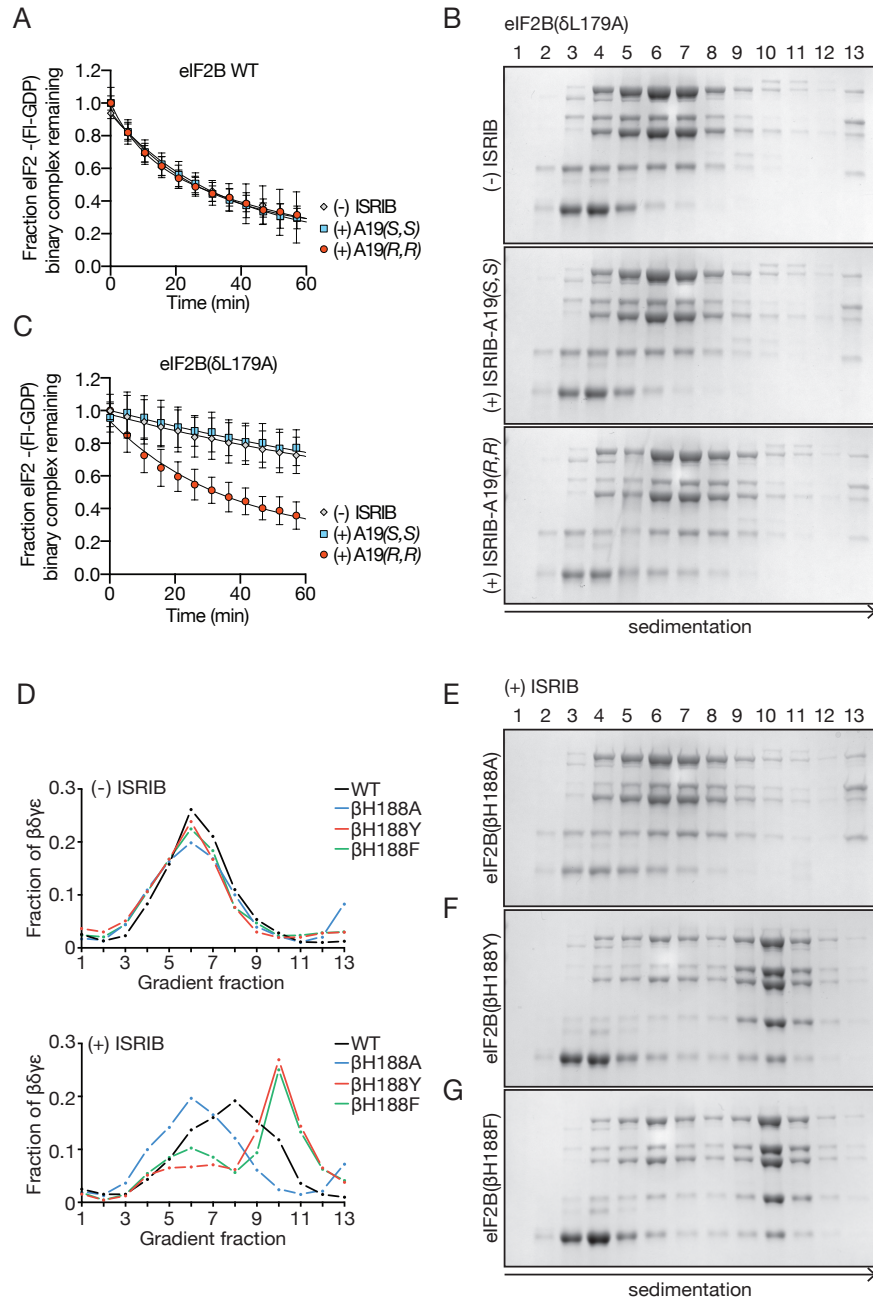 A
eIF2B WT
Fraction eIF2 -(Fl-GDP)
binary complex remaining
1.2
1.0
0.8
0.6
0.4
0.2
0.0
0 20 40 60
Time (min)
(-) ISRIB
(+) A19(S,S)
(+) A19(R,R)
B
eIF2B(δL179A)
1 2 3 4 5 6 7 8 9 10 11 12 13
(-) ISRIB
(+) ISRIB-A19(S,S)
(+) ISRIB-A19(R,R)
sedimentation
C
eIF2B(δL179A)
Fraction eIF2 -(Fl-GDP)
binary complex remaining
1.2
1.0
0.8
0.6
0.4
0.2
0.0
0 20 40 60
Time (min)
(-) ISRIB
(+) A19(S,S)
(+) A19(R,R)
D
(-) ISRIB
Fraction of βδγε
0.3
0.2
0.1
0
1 3 5 7 9 11 13
Gradient fraction
WT
βH188A
βH188Y
βH188F
(+) ISRIB
Fraction of βδγε
0.3
0.2
0.1
0
1 3 5 7 9 11 13
Gradient fraction
WT
βH188A
βH188Y
βH188F
E
(+) ISRIB
1 2 3 4 5 6 7 8 9 10 11 12 13
eIF2B(βH188A)
F
eIF2B(βH188Y)
G
eIF2B(βH188F)
sedimentation